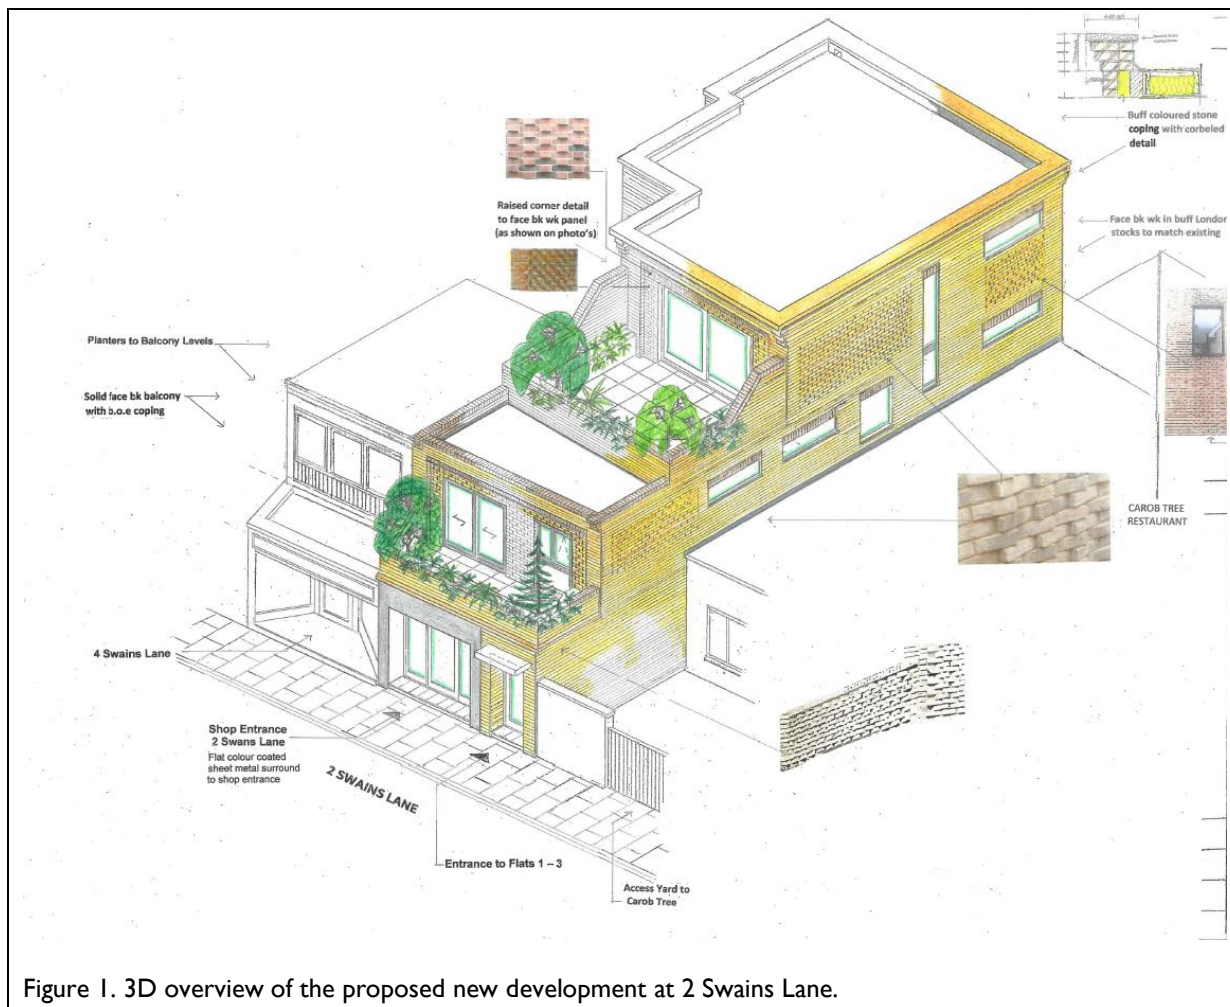 Buff coloured stone
coping with corbeled
detail
Raised corner detail
to face bk wk panel
(as shown on photo's)
Face bk wk in buff London
stocks to match existing
Planters to Balcony Levels
Solid face bk balcony
with b.o.e coping
CAROB TREE
RESTAURANT
4 Swains Lane
Shop Entrance
2 Swans Lane
Flat colour coated
sheet metal surround
to shop entrance
2 SWAINS LANE
Entrance to Flats 1 – 3
Access Yard to
Carob Tree
Figure 1. 3D overview of the proposed new development at 2 Swains Lane.